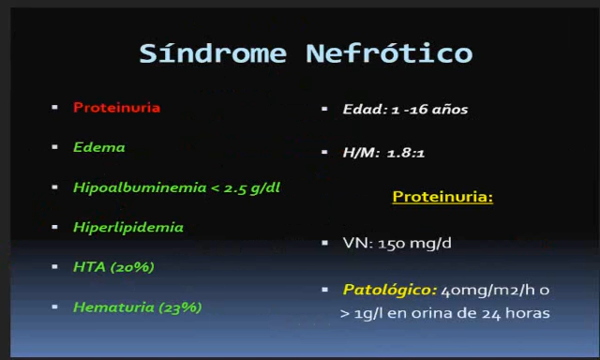 Síndrome Nefrótico
Proteinuria
Edema
Hipoalbuminemia < 2.5 g/dl
Hiperlipidemia
HTA (20%)
Hematuria (23%)
Edad: 1 -16 años
H/M: 1.8:1
Proteinuria:
VN: 150 mg/d
Patológico: 40mg/m2/h o
> 1g/l en orina de 24 horas